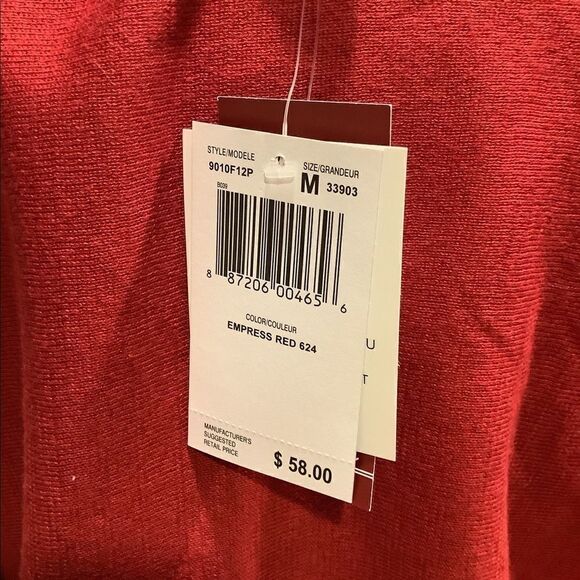 STYLE/MODELE SIZE/GRANDEUR
9010F12P M 33903
B039
8 87206 00465 6
COLOR/COULEUR
EMPRESS RED 624
MANUFACTURER'S
SUGGESTED
RETAIL PRICE
$ 58.00
U
T